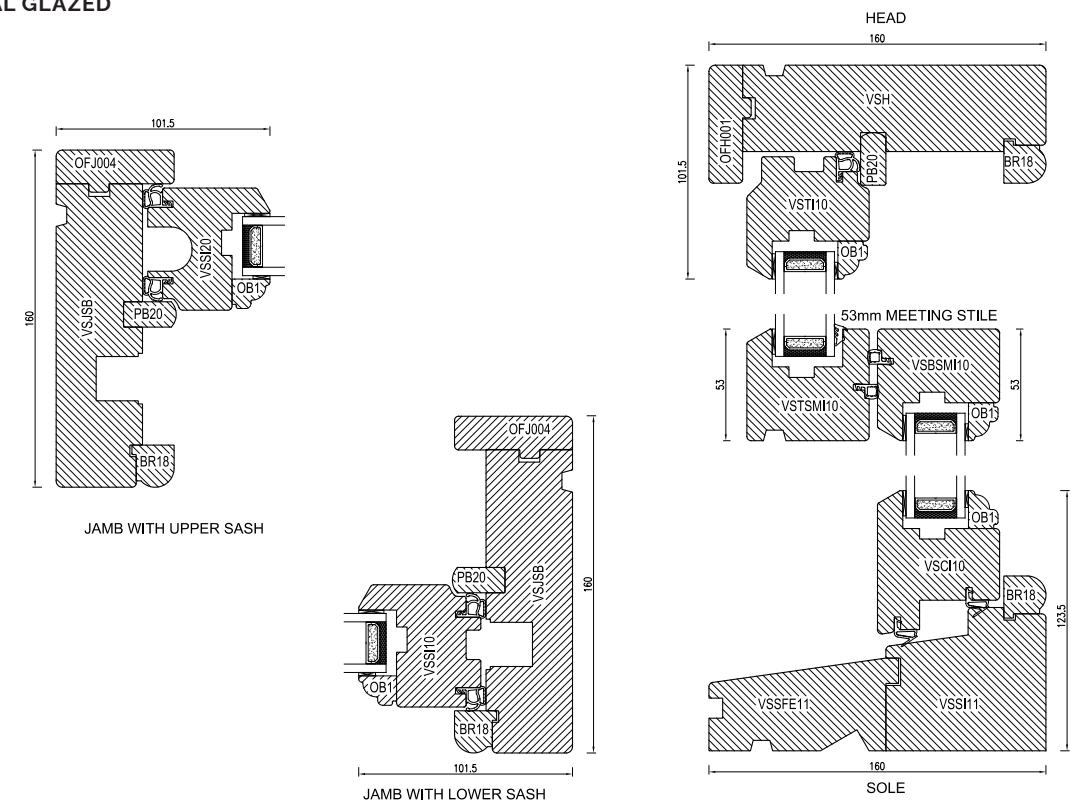 AL GLAZED
HEAD
160
101.5
VSH
OFH001
PB20
BR18
VSTI10
OB1
101.5
OFJ004
160
VSJSB
VSSI20
OB1
PB20
BR18
JAMB WITH UPPER SASH
53mm MEETING STILE
53
VSTSMI10
VSBSMI10
OB1
53
OFJ004
160
PB20
VSJSB
VSSI10
OB1
BR18
101.5
JAMB WITH LOWER SASH
OB1
VSCI10
BR18
123.5
VSSFE11
VSSI11
160
SOLE